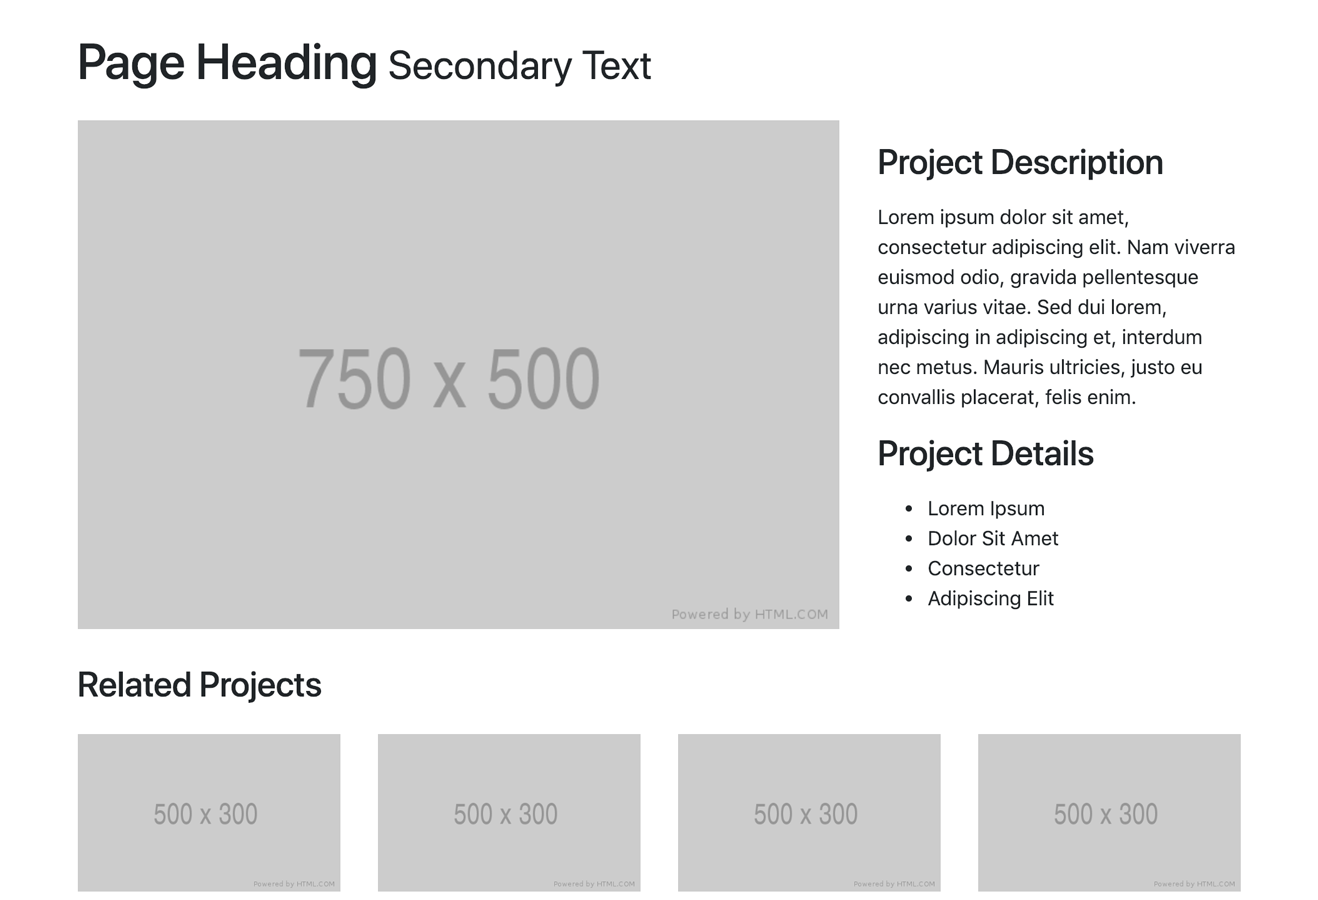 Page Heading Secondary Text
750 x 500
Powered by HTML.COM
Project Description
Lorem ipsum dolor sit amet,
consectetur adipiscing elit. Nam viverra
euismod odio, gravida pellentesque
urna varius vitae. Sed dui lorem,
adipiscing in adipiscing et, interdum
nec metus. Mauris ultricies, justo eu
convallis placerat, felis enim.
Project Details
• Lorem Ipsum
• Dolor Sit Amet
• Consectetur
• Adipiscing Elit
Related Projects
500 x 300
Powered by HTML.COM
500 x 300
Powered by HTML.COM
500 x 300
Powered by HTML.COM
500 x 300
Powered by HTML.COM